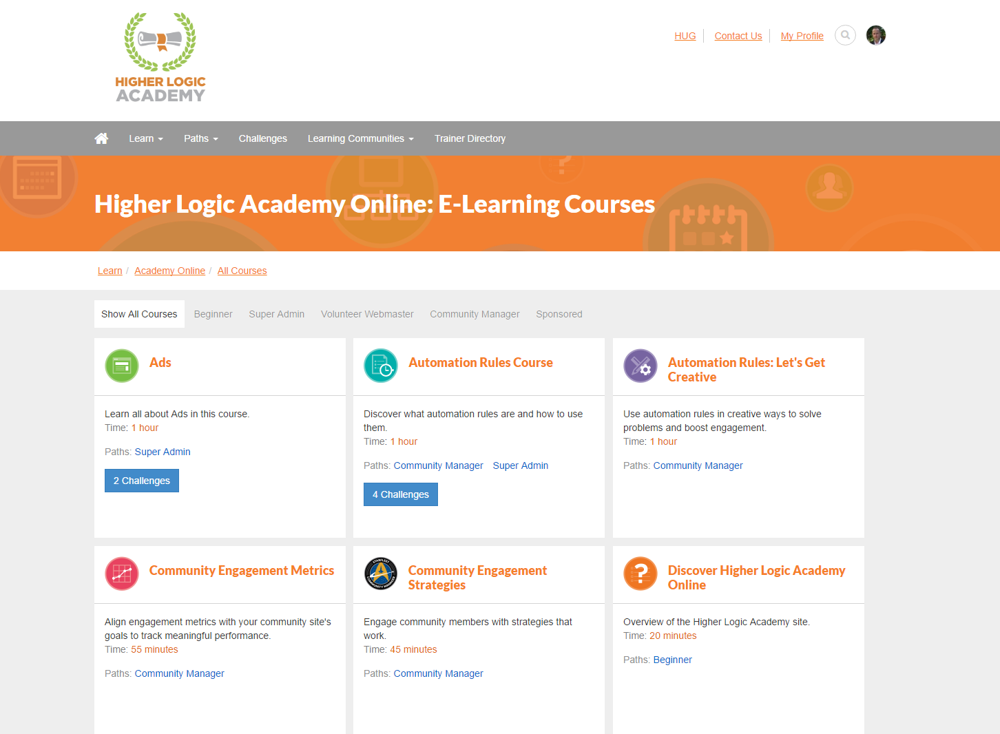 HIGHER LOGIC
ACADEMY
HUG
Contact Us
My Profile
Learn
Paths
Challenges
Learning Communities
Trainer Directory
Higher Logic Academy Online: E-Learning Courses
Learn / Academy Online / All Courses
Show All Courses
Beginner
Super Admin
Volunteer Webmaster
Community Manager
Sponsored
Ads
Learn all about Ads in this course.
Time: 1 hour
Paths: Super Admin
2 Challenges
Automation Rules Course
Discover what automation rules are and how to use
them.
Time: 1 hour
Paths: Community Manager Super Admin
4 Challenges
Automation Rules: Let's Get
Creative
Use automation rules in creative ways to solve
problems and boost engagement.
Time: 1 hour
Paths: Community Manager
Community Engagement Metrics
Align engagement metrics with your community site's
goals to track meaningful performance.
Time: 55 minutes
Paths: Community Manager
STARFLEET
COMMUNITY MANAGER
Community Engagement
Strategies
Engage community members with strategies that
work.
Time: 45 minutes
Paths: Community Manager
?
Discover Higher Logic Academy
Online
Overview of the Higher Logic Academy site.
Time: 20 minutes
Paths: Beginner